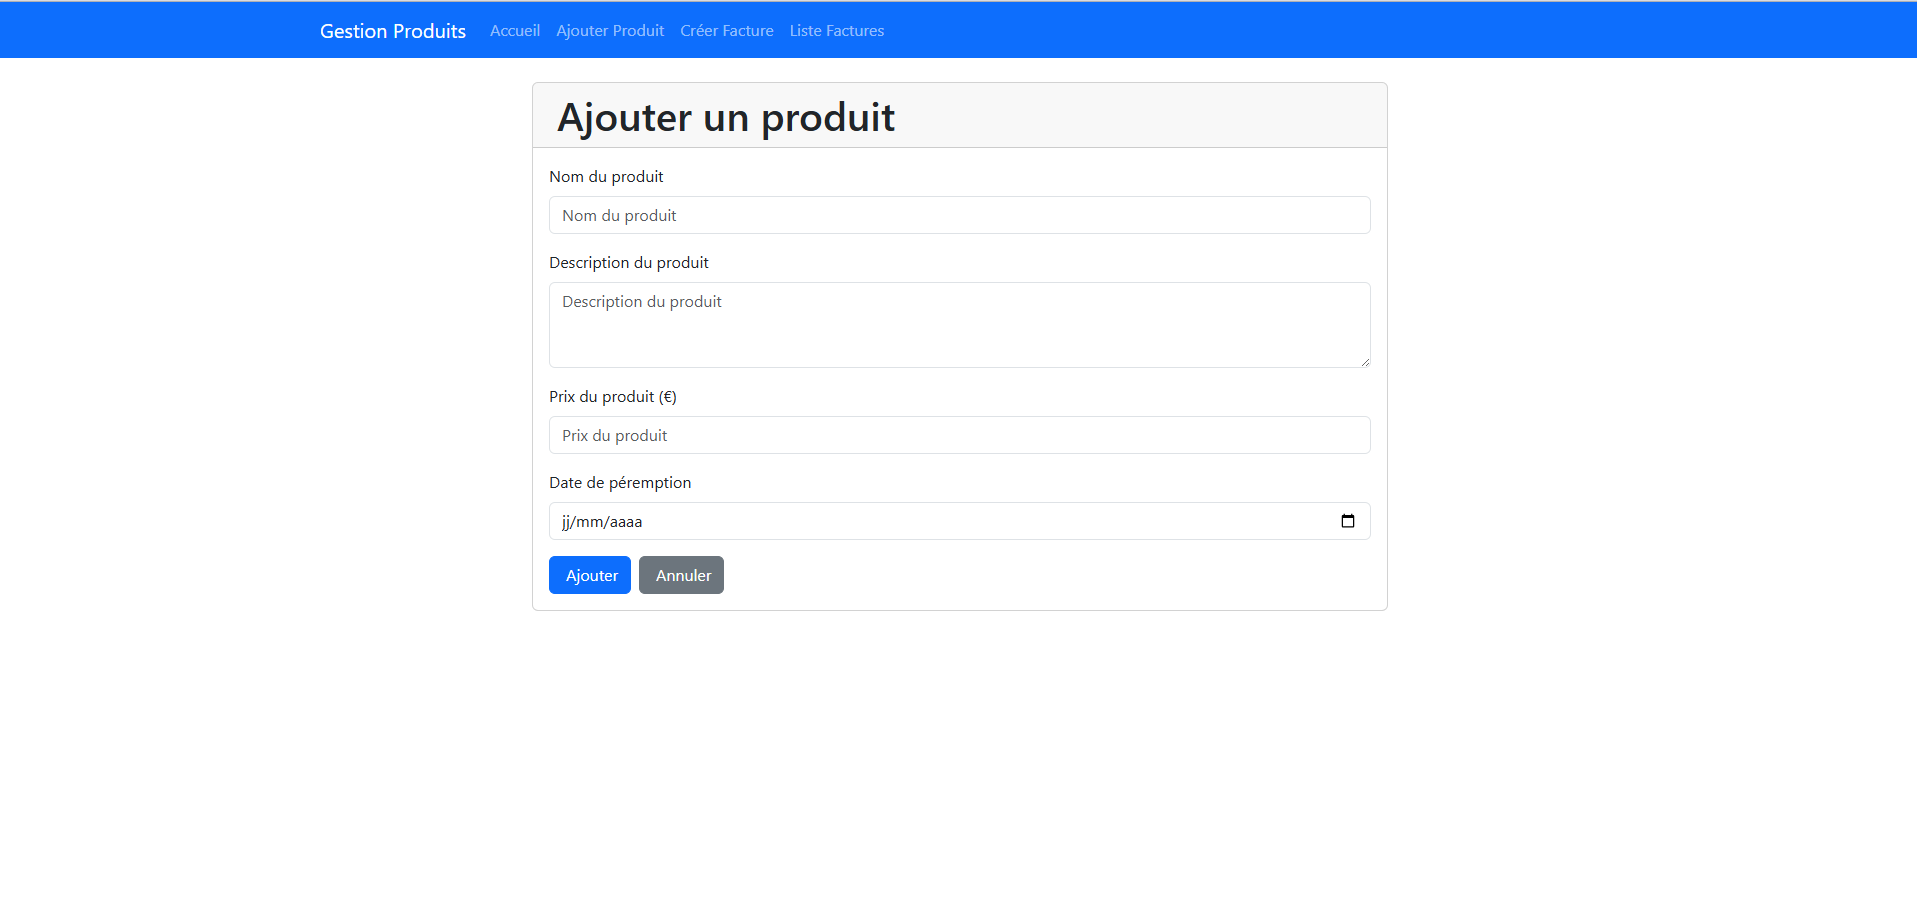 Gestion Produits Accueil Ajouter Produit Créer Facture Liste Factures
Ajouter un produit
Nom du produit
Nom du produit
Description du produit
Description du produit
Prix du produit (€)
Prix du produit
Date de péremption
jj/mm/aaaa
Ajouter Annuler